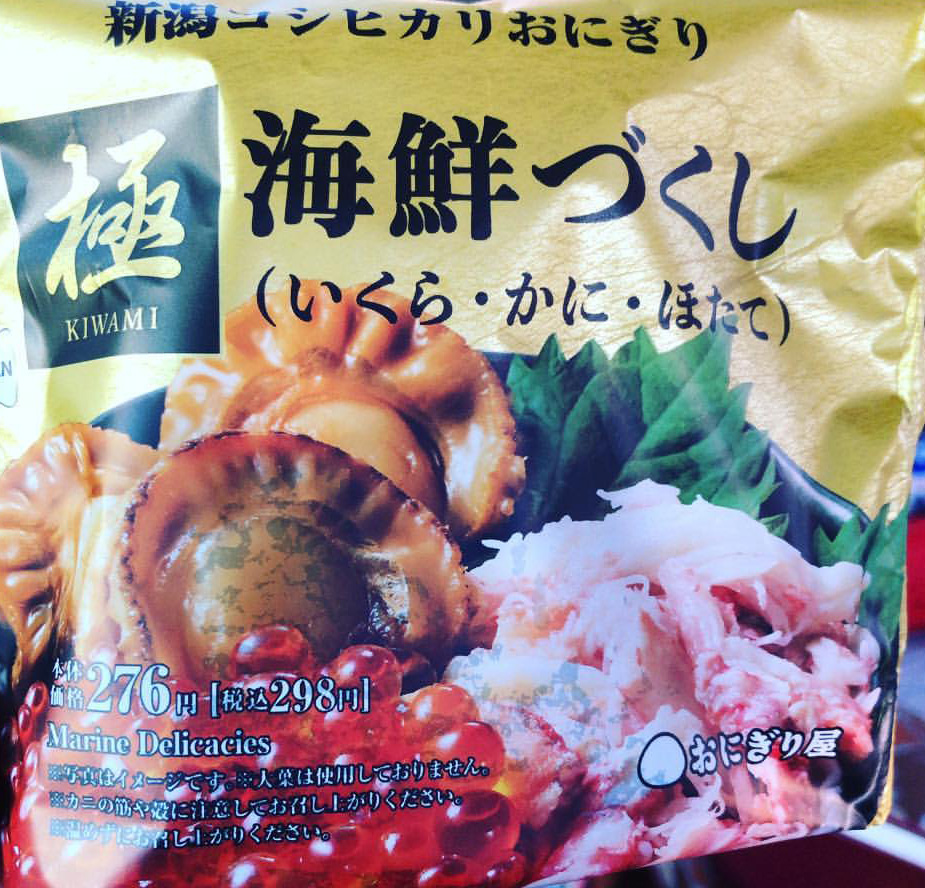 新潟コシヒカリおにぎり
極
KIWAMI
海鮮づくし
(いくら・かに・ほたて)
本体価格276円[税込298円]
Marine Delicacies
※写真はイメージです。※大葉は使用しておりません。
※カニの筋や殻に注意してお召し上がりください。
※温めずにお召し上がりください。
おにぎり屋